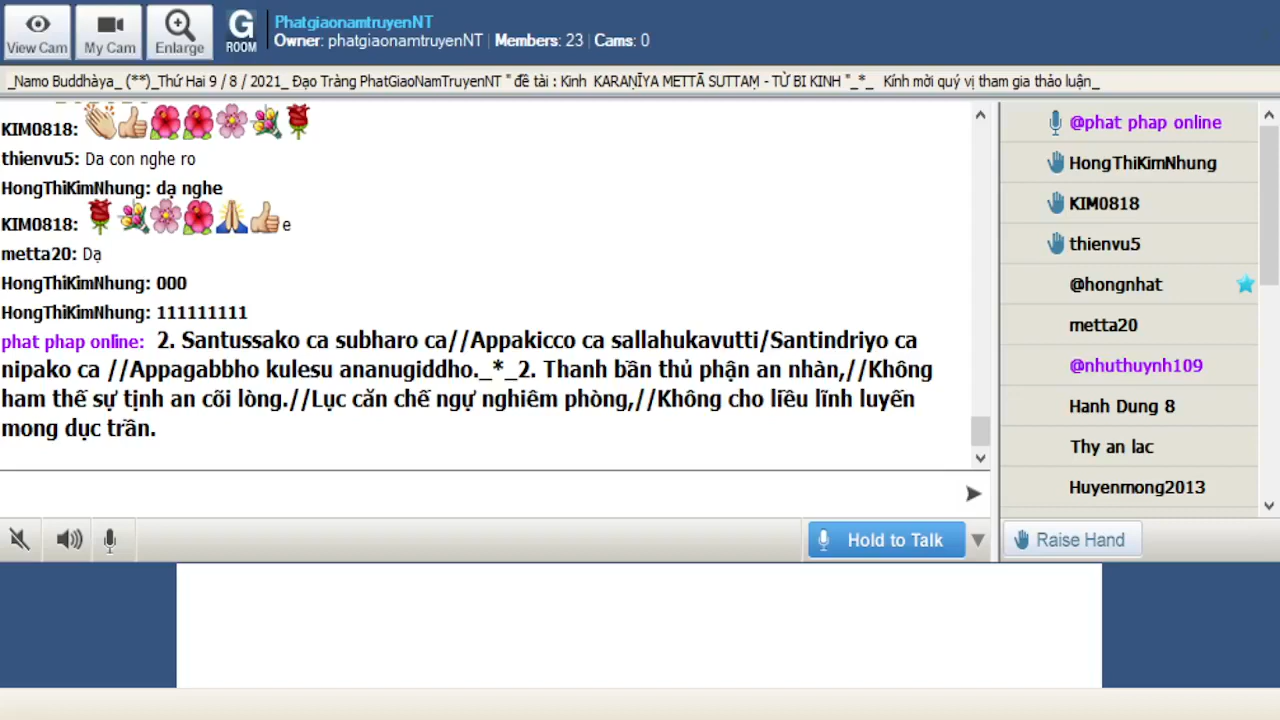 View Cam
My Cam
Enlarge
G
ROOM
PhatgiaonamtruyenNT
Owner: phatgiaonamtruyenNT | Members: 23 | Cams: 0
_Namo Buddhàya_ (**)_Thứ Hai 9 / 8 / 2021_ Đạo Tràng PhatGiaoNamTruyenNT " đề tài : Kinh KARAṆĪYA METTĀ SUTTAṂ - TỪ BI KINH "_*_ Kính mời quý vị tham gia thảo luận_
KIM0818:
thienvu5: Da con nghe ro
HongThiKimNhung: dạ nghe
KIM0818: e
metta20: Dạ
HongThiKimNhung: 000
HongThiKimNhung: 111111111
phat phap online: 2. Santussako ca subharo ca//Appakicco ca sallahukavutti/Santindriyo ca
nipako ca //Appagabbho kulesu ananugiddho._*_2. Thanh bần thủ phận an nhàn,//Không
ham thế sự tịnh an cõi lòng.//Lục căn chế ngự nghiêm phòng,//Không cho liều lĩnh luyến
mong dục trần.
@phat phap online
HongThiKimNhung
KIM0818
thienvu5
@hongnhat
metta20
@nhuthuynh109
Hanh Dung 8
Thy an lac
Huyenmong2013
Hold to Talk
Raise Hand